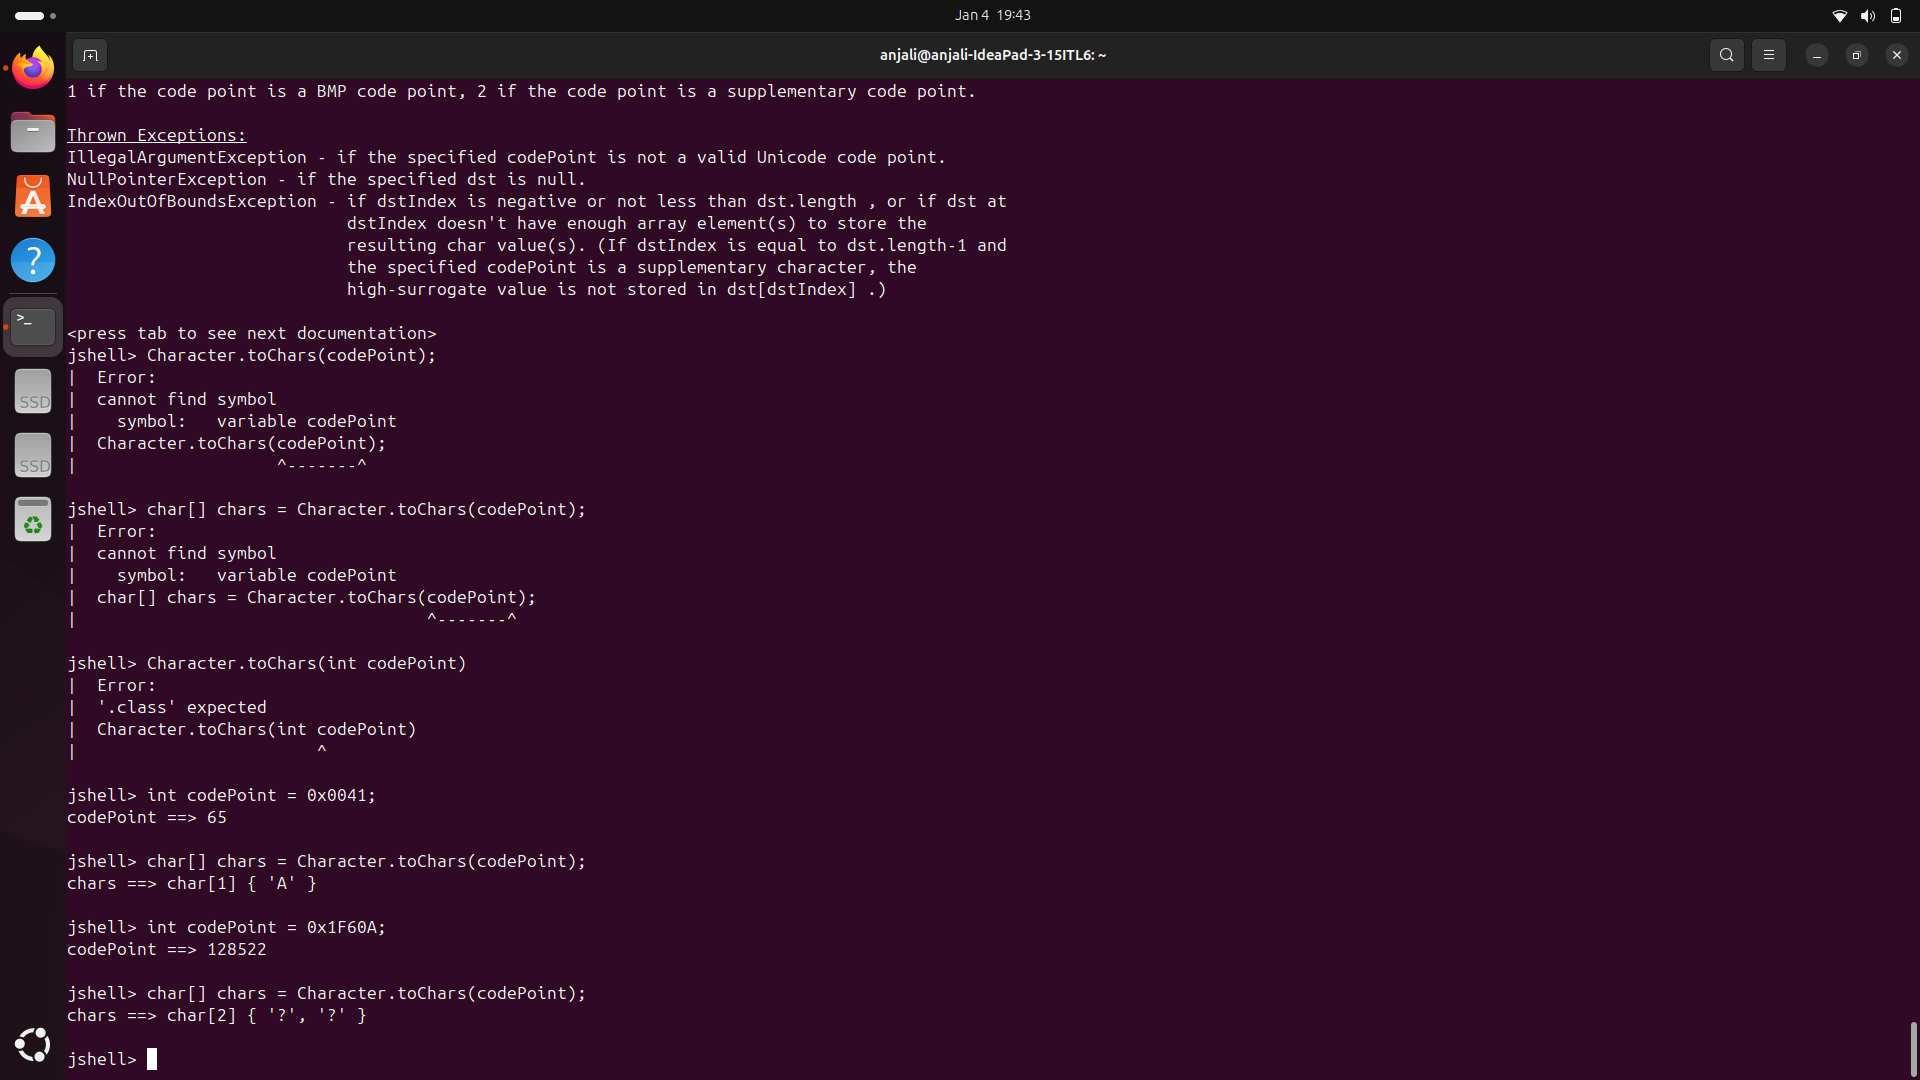 Jan 4 19:43
anjali@anjali-IdeaPad-3-15ITL6: ~
1 if the code point is a BMP code point, 2 if the code point is a supplementary code point.
Thrown Exceptions:
IllegalArgumentException - if the specified codePoint is not a valid Unicode code point.
NullPointerException - if the specified dst is null.
IndexOutOfBoundsException - if dstIndex is negative or not less than dst.length , or if dst at
dstIndex doesn't have enough array element(s) to store the
resulting char value(s). (If dstIndex is equal to dst.length-1 and
the specified codePoint is a supplementary character, the
high-surrogate value is not stored in dst[dstIndex] .)
<press tab to see next documentation>
jshell> Character.toChars(codePoint);
|  Error:
|  cannot find symbol
|    symbol:   variable codePoint
|  Character.toChars(codePoint);
|                    ^-------^
jshell> char[] chars = Character.toChars(codePoint);
|  Error:
|  cannot find symbol
|    symbol:   variable codePoint
|  char[] chars = Character.toChars(codePoint);
|                                   ^-------^
jshell> Character.toChars(int codePoint)
|  Error:
|  '.class' expected
|  Character.toChars(int codePoint)
|                        ^
jshell> int codePoint = 0x0041;
codePoint ==> 65
jshell> char[] chars = Character.toChars(codePoint);
chars ==> char[1] { 'A' }
jshell> int codePoint = 0x1F60A;
codePoint ==> 128522
jshell> char[] chars = Character.toChars(codePoint);
chars ==> char[2] { '?', '?' }
jshell>
?
>_
SSD
SSD